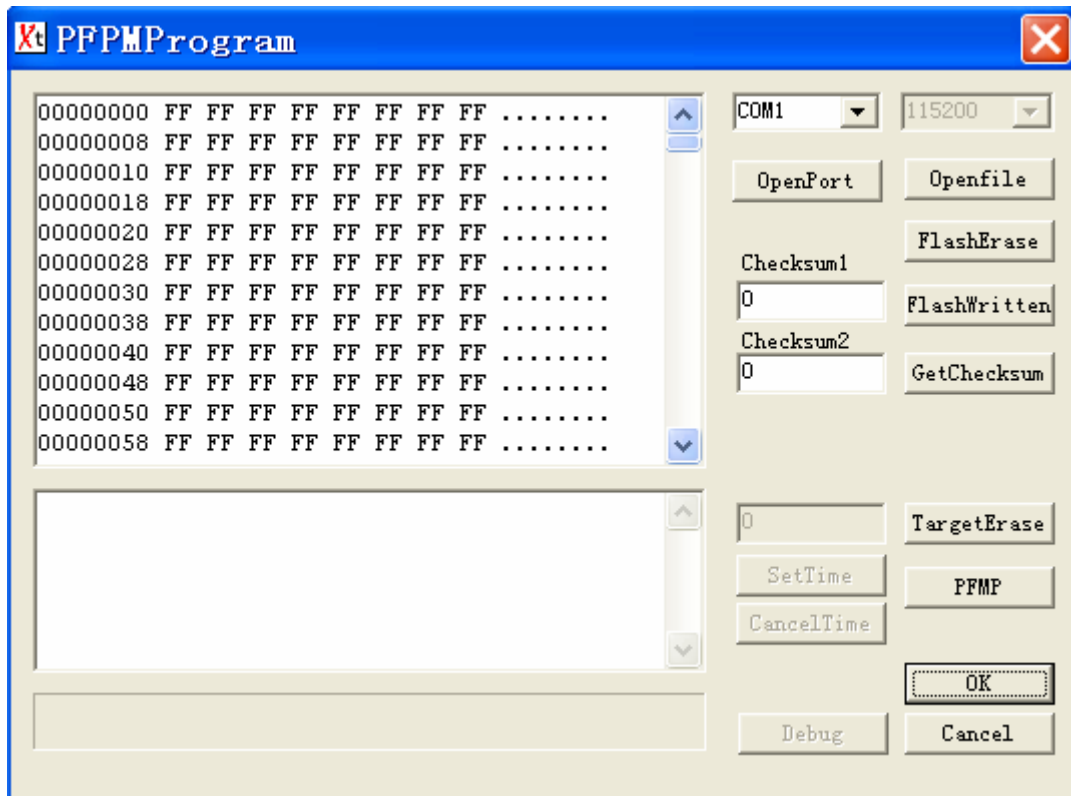 Xt PFPMProgram
00000000 FF FF FF FF FF FF FF FF ........
00000008 FF FF FF FF FF FF FF FF ........
00000010 FF FF FF FF FF FF FF FF ........
00000018 FF FF FF FF FF FF FF FF ........
00000020 FF FF FF FF FF FF FF FF ........
00000028 FF FF FF FF FF FF FF FF ........
00000030 FF FF FF FF FF FF FF FF ........
00000038 FF FF FF FF FF FF FF FF ........
00000040 FF FF FF FF FF FF FF FF ........
00000048 FF FF FF FF FF FF FF FF ........
00000050 FF FF FF FF FF FF FF FF ........
00000058 FF FF FF FF FF FF FF FF ........
COM1
115200
OpenPort
Openfile
FlashErase
Checksum1
0
FlashWritten
Checksum2
0
GetChecksum
0
TargetErase
SetTime
PFMP
CancelTime
OK
Debug
Cancel